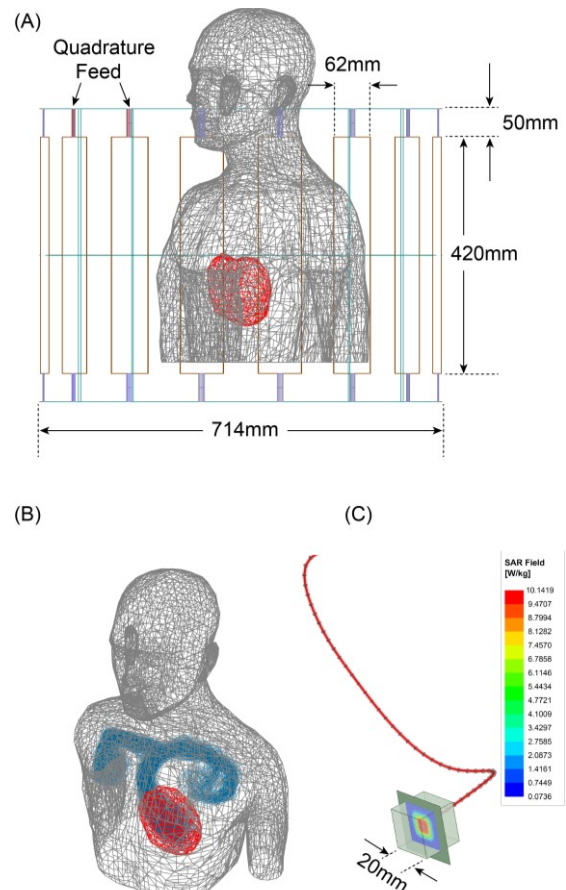 (A)
Quadrature
Feed
62mm
50mm
420mm
714mm
(B)
(C)
SAR Field
[W/kg]
10.1419
9.4707
8.7994
8.1282
7.4570
6.7858
6.1146
5.4434
4.7721
4.1009
3.4297
2.7585
2.0873
1.4161
0.7449
0.0736
20mm